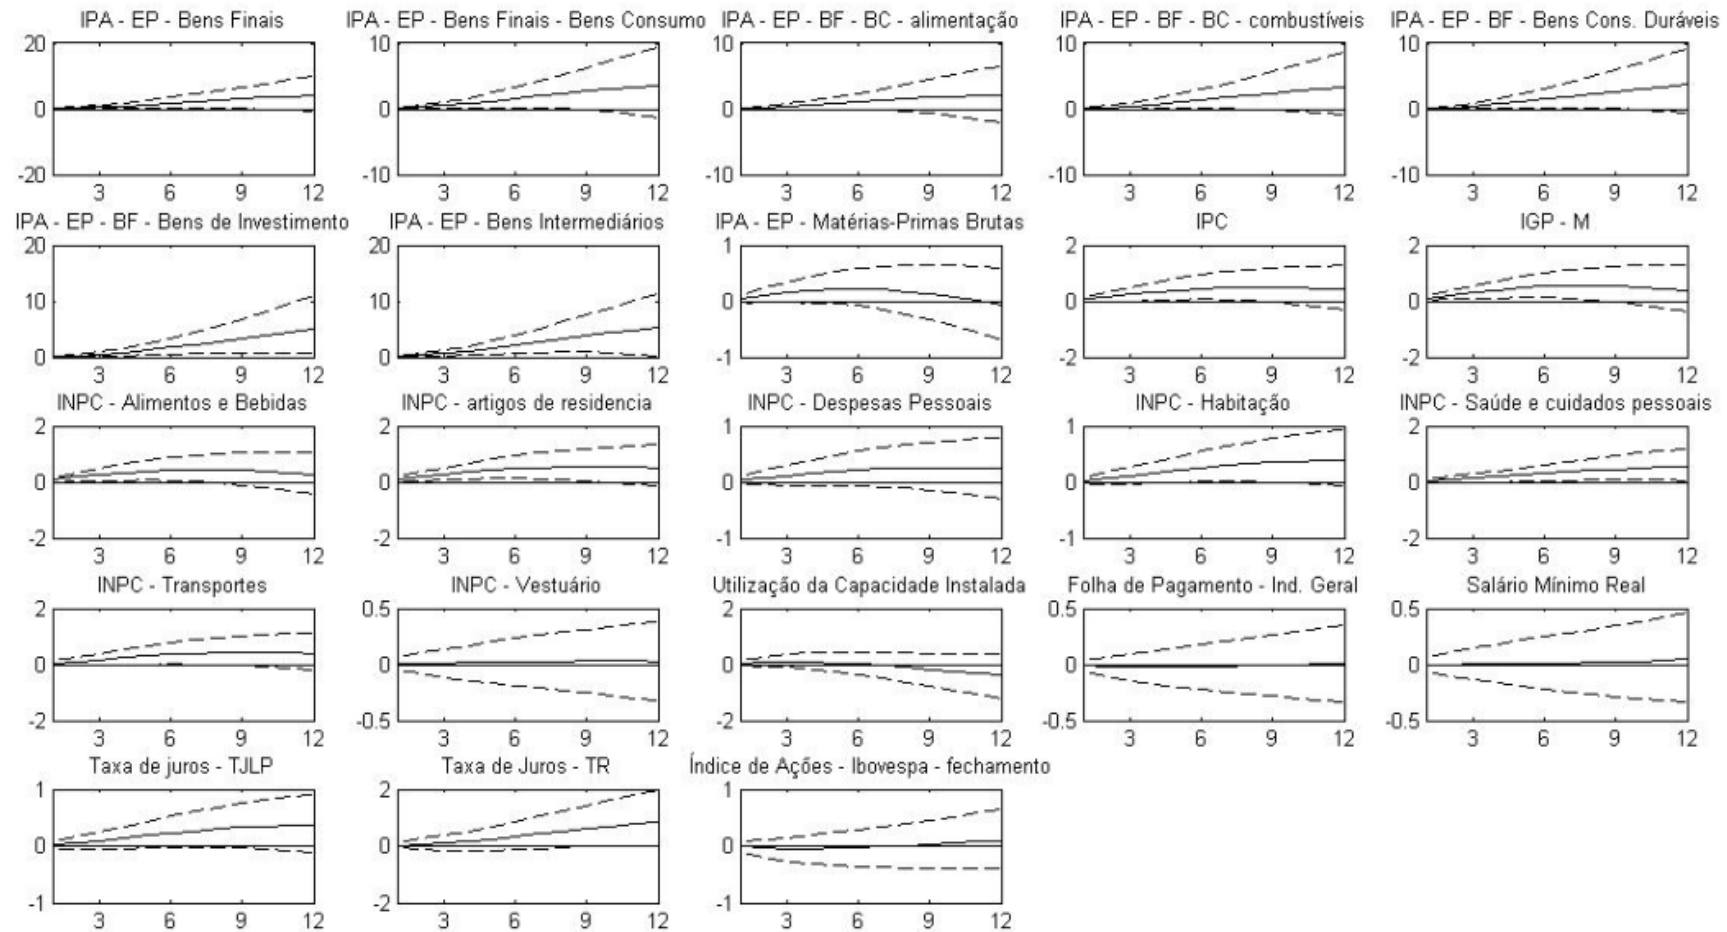 IPA - EP - Bens Finais
IPA - EP - Bens Finais - Bens Consumo
IPA - EP - BF - BC - alimentação
IPA - EP - BF - BC - combustíveis
IPA - EP - BF - Bens Cons. Duráveis
20
0
-20
3 6 9 12
10
0
-10
3 6 9 12
10
0
-10
3 6 9 12
10
0
-10
3 6 9 12
10
0
-10
3 6 9 12
IPA - EP - BF - Bens de Investimento
IPA - EP - Bens Intermediários
IPA - EP - Matérias-Primas Brutas
IPC
IGP - M
20
10
0
3 6 9 12
20
10
0
3 6 9 12
1
0
-1
3 6 9 12
2
0
-2
3 6 9 12
2
0
-2
3 6 9 12
INPC - Alimentos e Bebidas
INPC - artigos de residencia
INPC - Despesas Pessoais
INPC - Habitação
INPC - Saúde e cuidados pessoais
2
0
-2
3 6 9 12
2
0
-2
3 6 9 12
1
0
-1
3 6 9 12
1
0
-1
3 6 9 12
2
0
-2
3 6 9 12
INPC - Transportes
INPC - Vestuário
Utilização da Capacidade Instalada
Folha de Pagamento - Ind. Geral
Salário Mínimo Real
2
0
-2
3 6 9 12
0.5
0
-0.5
3 6 9 12
2
0
-2
3 6 9 12
0.5
0
-0.5
3 6 9 12
0.5
0
-0.5
3 6 9 12
Taxa de juros - TJLP
Taxa de Juros - TR
Índice de Ações - Ibovespa - fechamento
1
0
-1
3 6 9 12
2
0
-2
3 6 9 12
1
0
-1
3 6 9 12